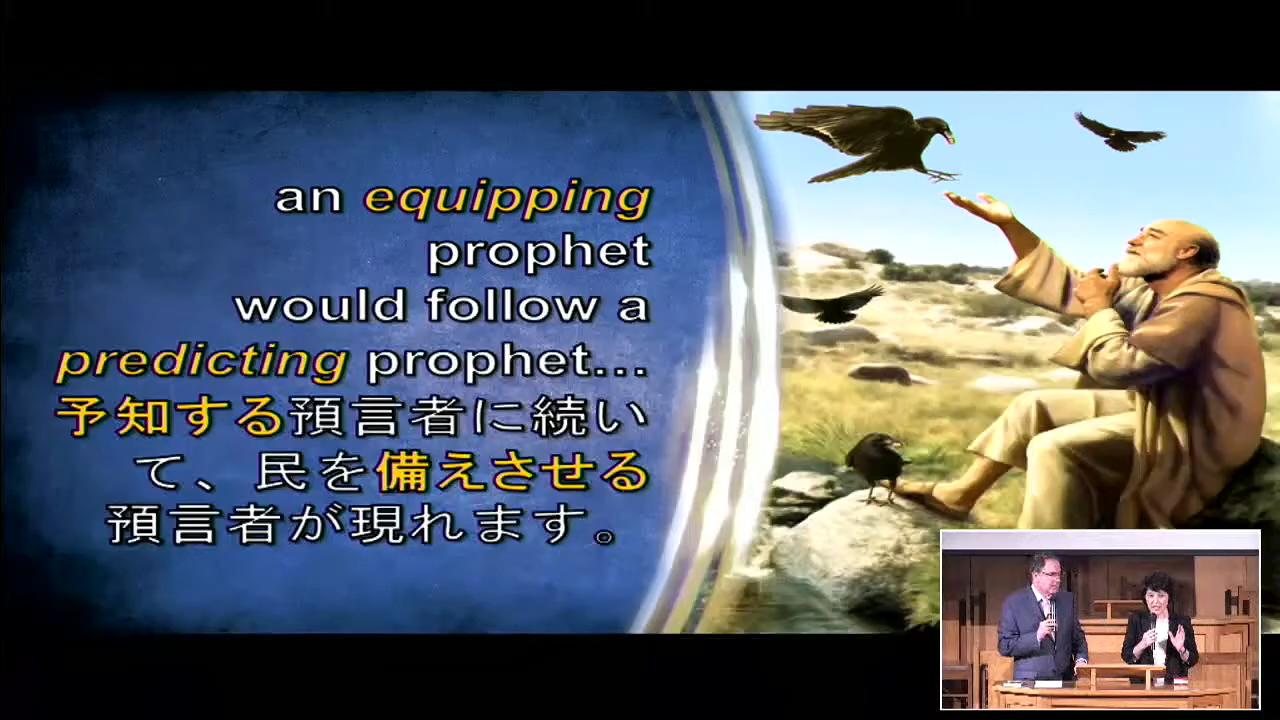 an equipping
prophet
would follow a
predicting prophet...
予知する預言者に続い
て、民を備えさせる
預言者が現れます。